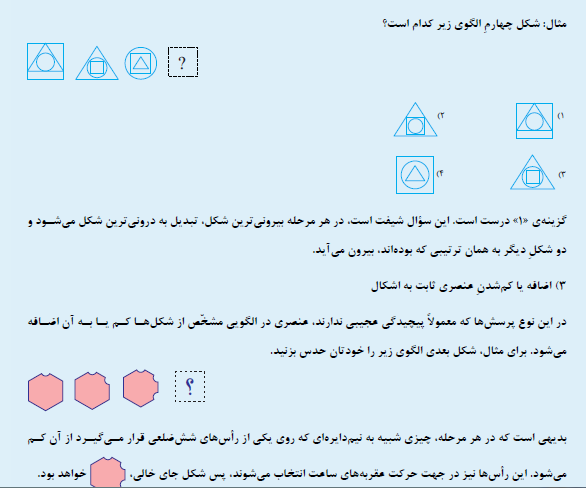 مثال: شکل چهارمِ الگوی زیر کدام است؟
?
۱)
۲)
۳)
۴)
گزینه‌ی «۱» درست است. این سؤال شیفت است، در هر مرحله بیرونی‌ترین شکل، تبدیل به درونی‌ترین شکل می‌شود و
دو شکلِ دیگر به همان ترتیبی که بوده‌اند، بیرون می‌آید.
۳) اضافه یا کم‌شدنِ عنصری ثابت به اشکال
در این نوع پرسش‌ها که معمولاً پیچیدگی عجیبی ندارند، عنصری در الگویی مشخّص از شکل‌ها کم یا به آن اضافه
می‌شود. برای مثال، شکل بعدی الگوی زیر را خودتان حدس بزنید.
؟
بدیهی است که در هر مرحله، چیزی شبیه به نیم‌دایره‌ای که روی یکی از رأس‌های شش‌ضلعی قرار می‌گیرد از آن کم
می‌شود. این رأس‌ها نیز در جهت حرکت عقربه‌های ساعت انتخاب می‌شوند، پس شکل جای خالی، خواهد بود.